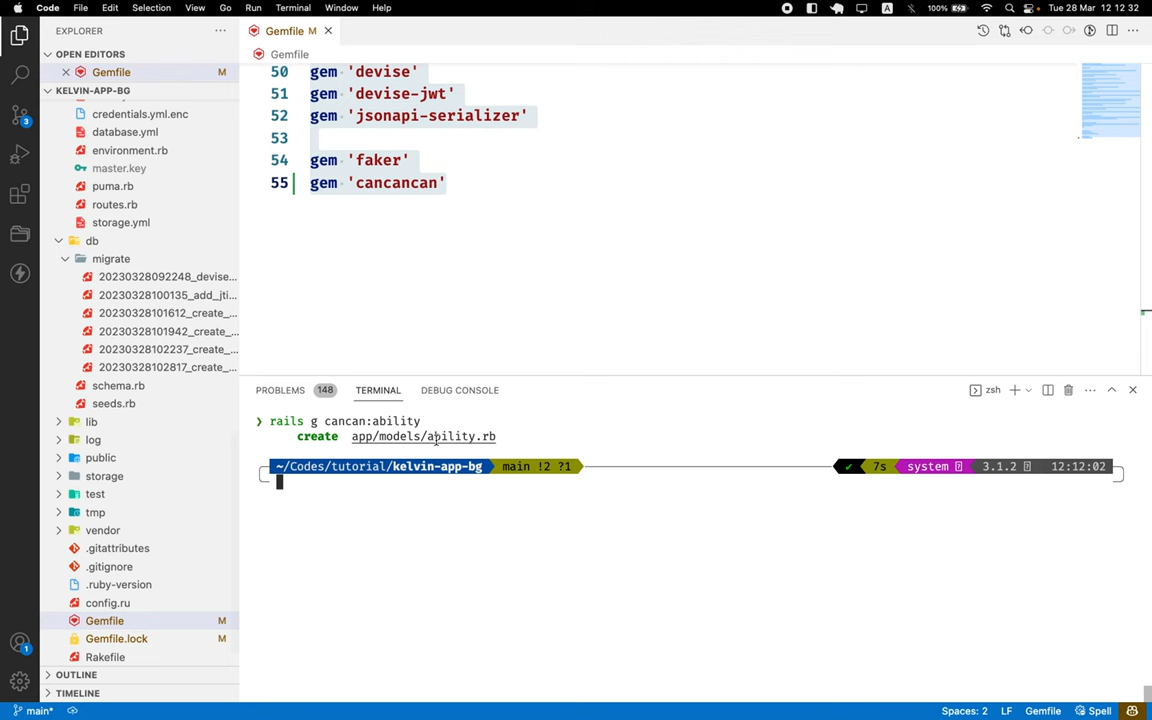 Code File Edit Selection View Go Run Terminal Window Help
100% Tue 28 Mar 12 12 32
EXPLORER
OPEN EDITORS
Gemfile M
KELVIN-APP-BG
credentials.yml.enc
database.yml
environment.rb
master.key
puma.rb
routes.rb
storage.yml
db
migrate
20230328092248_devise...
20230328100135_add_jti...
20230328101612_create_...
20230328101942_create_...
20230328102237_create_...
20230328102817_create_...
schema.rb
seeds.rb
lib
log
public
storage
test
tmp
vendor
.gitattributes
.gitignore
.ruby-version
config.ru
Gemfile M
Gemfile.lock M
Rakefile
OUTLINE
TIMELINE
3
1
Gemfile M
Gemfile
50 gem 'devise'
51 gem 'devise-jwt'
52 gem 'jsonapi-serializer'
53
54 gem 'faker'
55 gem 'cancancan'
PROBLEMS 148 TERMINAL DEBUG CONSOLE
zsh
❯ rails g cancan:ability
create app/models/ability.rb
~/Codes/tutorial/kelvin-app-bg main !2 ?1
✔ 7s system 3.1.2 12:12:02
main* Spaces: 2 LF Gemfile Spell